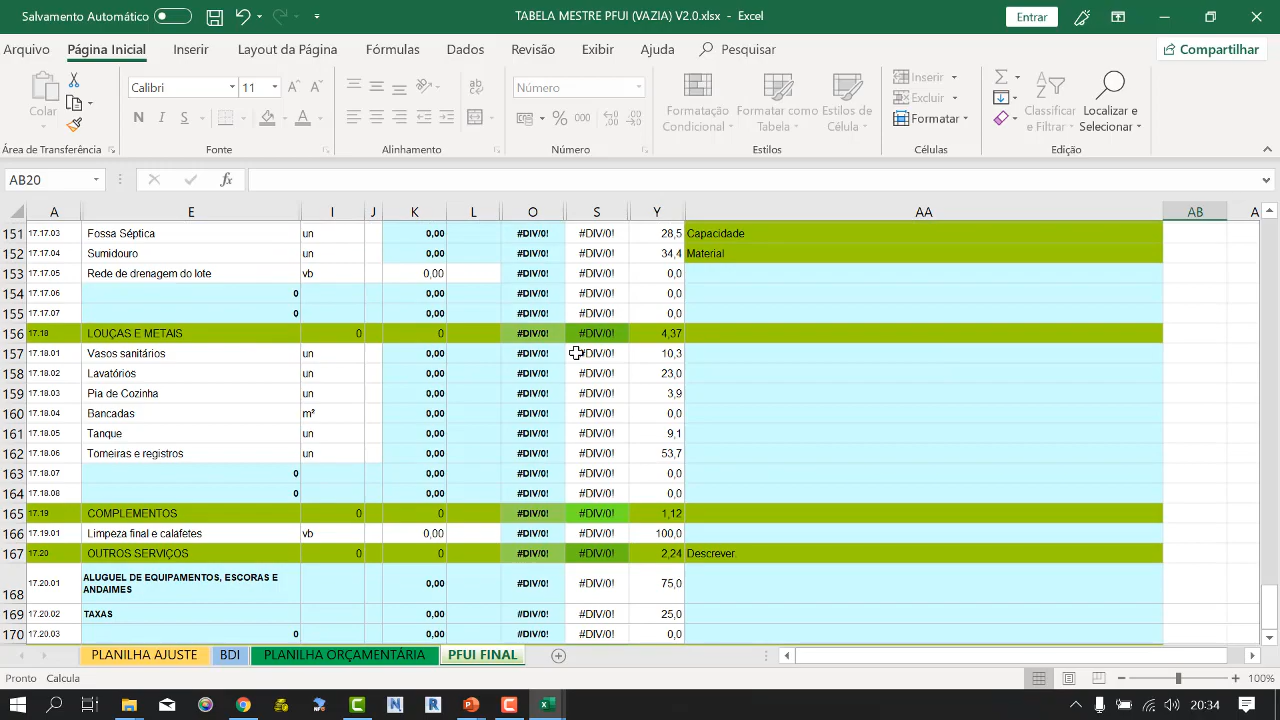 Salvamento Automático
TABELA MESTRE PFUI (VAZIA) V2.0.xlsx - Excel
Entrar
Arquivo Página Inicial Inserir Layout da Página Fórmulas Dados Revisão Exibir Ajuda Pesquisar Compartilhar
Colar
Calibri 11
N I S
A
Número
% 000
Formatação Condicional
Formatar como Tabela
Estilos de Célula
Inserir
Excluir
Formatar
Classificar e Filtrar
Localizar e Selecionar
Área de Transferência Fonte Alinhamento Número Estilos Células Edição
AB20 fx
A E I J K L O S Y AA AB A
151 17.17.03 Fossa Séptica un 0,00 #DIV/0! #DIV/0! 28,5 Capacidade
152 17.17.04 Sumidouro un 0,00 #DIV/0! #DIV/0! 34,4 Material
153 17.17.05 Rede de drenagem do lote vb 0,00 #DIV/0! #DIV/0! 0,0
154 17.17.06 0 0,00 #DIV/0! #DIV/0! 0,0
155 17.17.07 0 0,00 #DIV/0! #DIV/0! 0,0
156 17.18 LOUÇAS E METAIS 0 0 #DIV/0! #DIV/0! 4,37
157 17.18.01 Vasos sanitários un 0,00 #DIV/0! #DIV/0! 10,3
158 17.18.02 Lavatórios un 0,00 #DIV/0! #DIV/0! 23,0
159 17.18.03 Pia de Cozinha un 0,00 #DIV/0! #DIV/0! 3,9
160 17.18.04 Bancadas m² 0,00 #DIV/0! #DIV/0! 0,0
161 17.18.05 Tanque un 0,00 #DIV/0! #DIV/0! 9,1
162 17.18.06 Torneiras e registros un 0,00 #DIV/0! #DIV/0! 53,7
163 17.18.07 0 0,00 #DIV/0! #DIV/0! 0,0
164 17.18.08 0 0,00 #DIV/0! #DIV/0! 0,0
165 17.19 COMPLEMENTOS 0 0 #DIV/0! #DIV/0! 1,12
166 17.19.01 Limpeza final e calafetes vb 0,00 #DIV/0! #DIV/0! 100,0
167 17.20 OUTROS SERVIÇOS 0 0 #DIV/0! #DIV/0! 2,24 Descrever
168 17.20.01 ALUGUEL DE EQUIPAMENTOS, ESCORAS E ANDAIMES 0,00 #DIV/0! #DIV/0! 75,0
169 17.20.02 TAXAS 0,00 #DIV/0! #DIV/0! 25,0
170 17.20.03 0 0,00 #DIV/0! #DIV/0! 0,0
PLANILHA AJUSTE BDI PLANILHA ORÇAMENTÁRIA PFUI FINAL
Pronto Calcula 100%
20:34